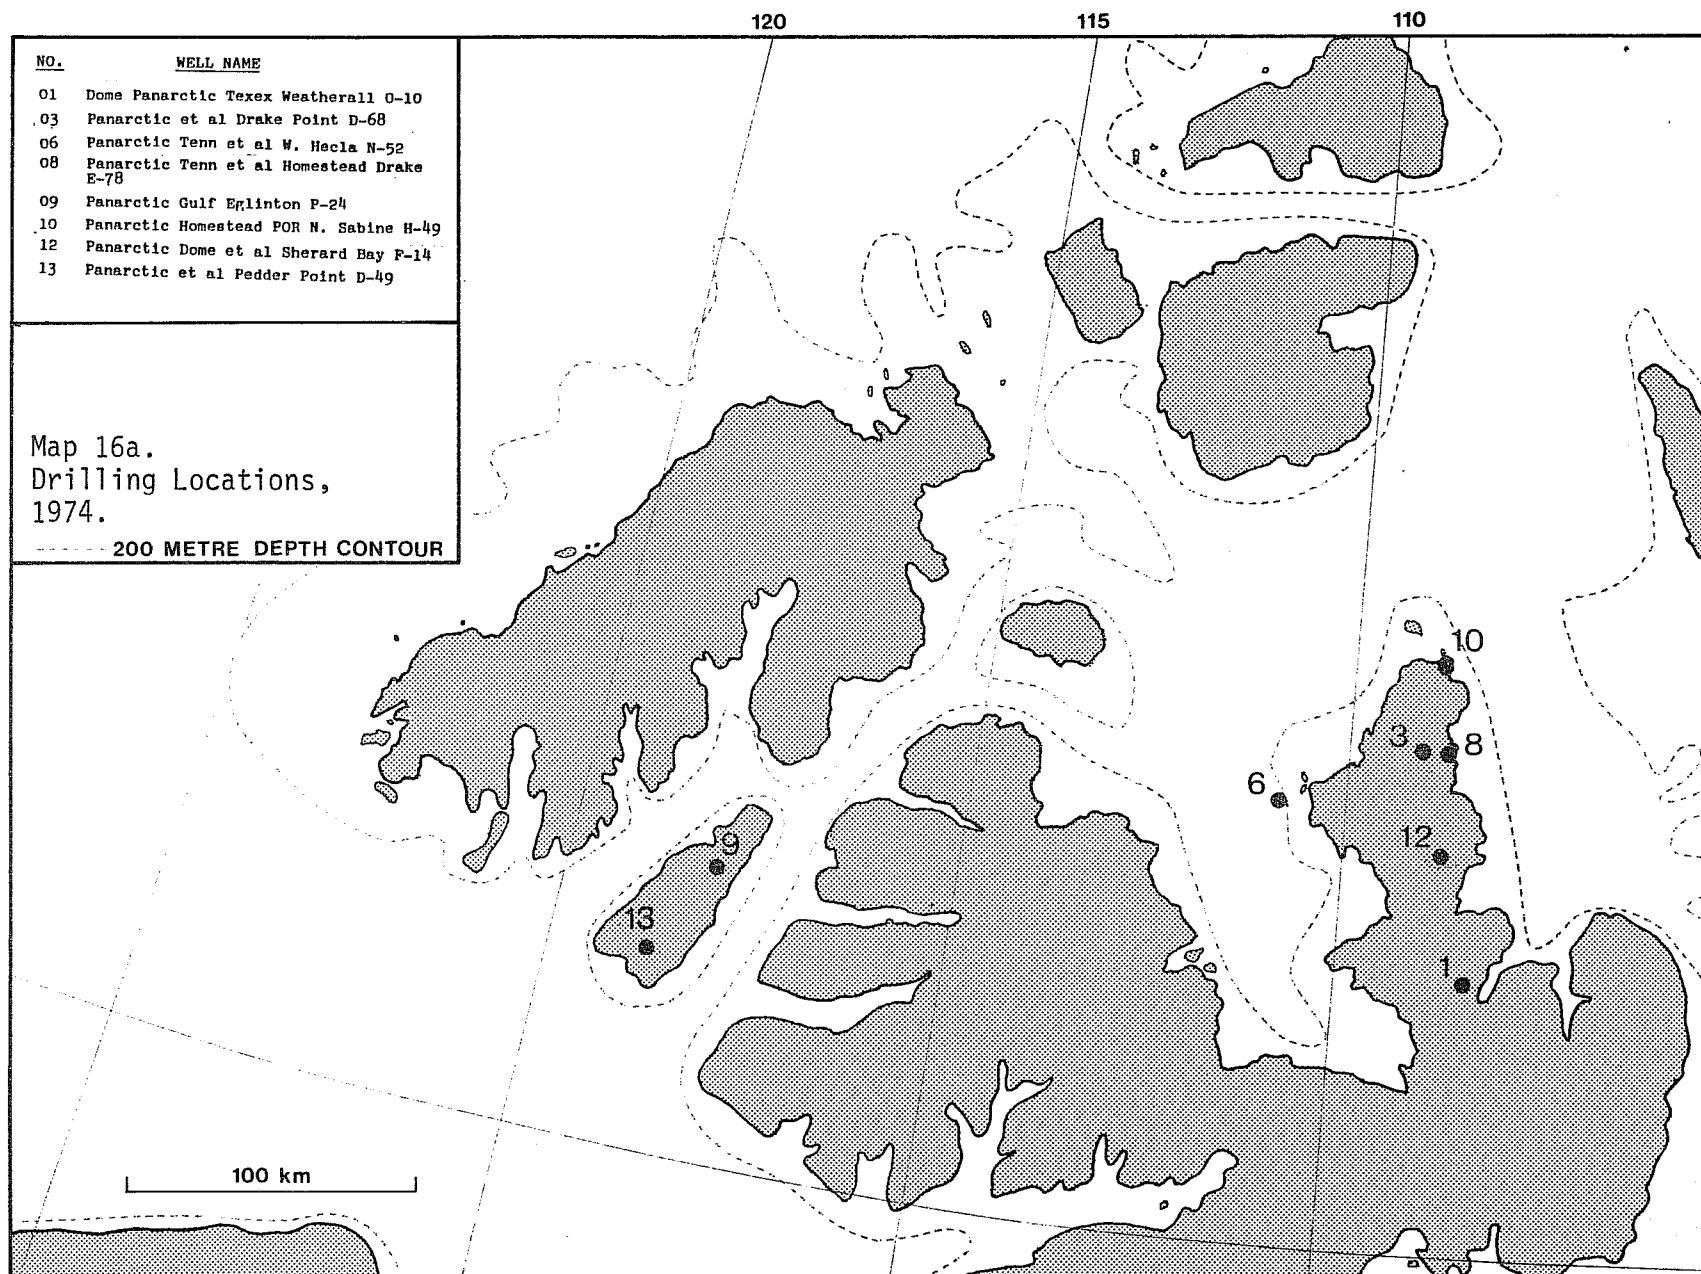 120 115 110
NO. WELL NAME
01 Dome Panarctic Texex Weatherall O-10
03 Panarctic et al Drake Point D-68
06 Panarctic Tenn et al W. Hecla N-52
08 Panarctic Tenn et al Homestead Drake
E-78
09 Panarctic Gulf Eglinton P-24
10 Panarctic Homestead POR N. Sabine H-49
12 Panarctic Dome et al Sherard Bay F-14
13 Panarctic et al Pedder Point D-49
Map 16a.
Drilling Locations,
1974.
200 METRE DEPTH CONTOUR
10
3 8
6
12
9
13
1
100 km